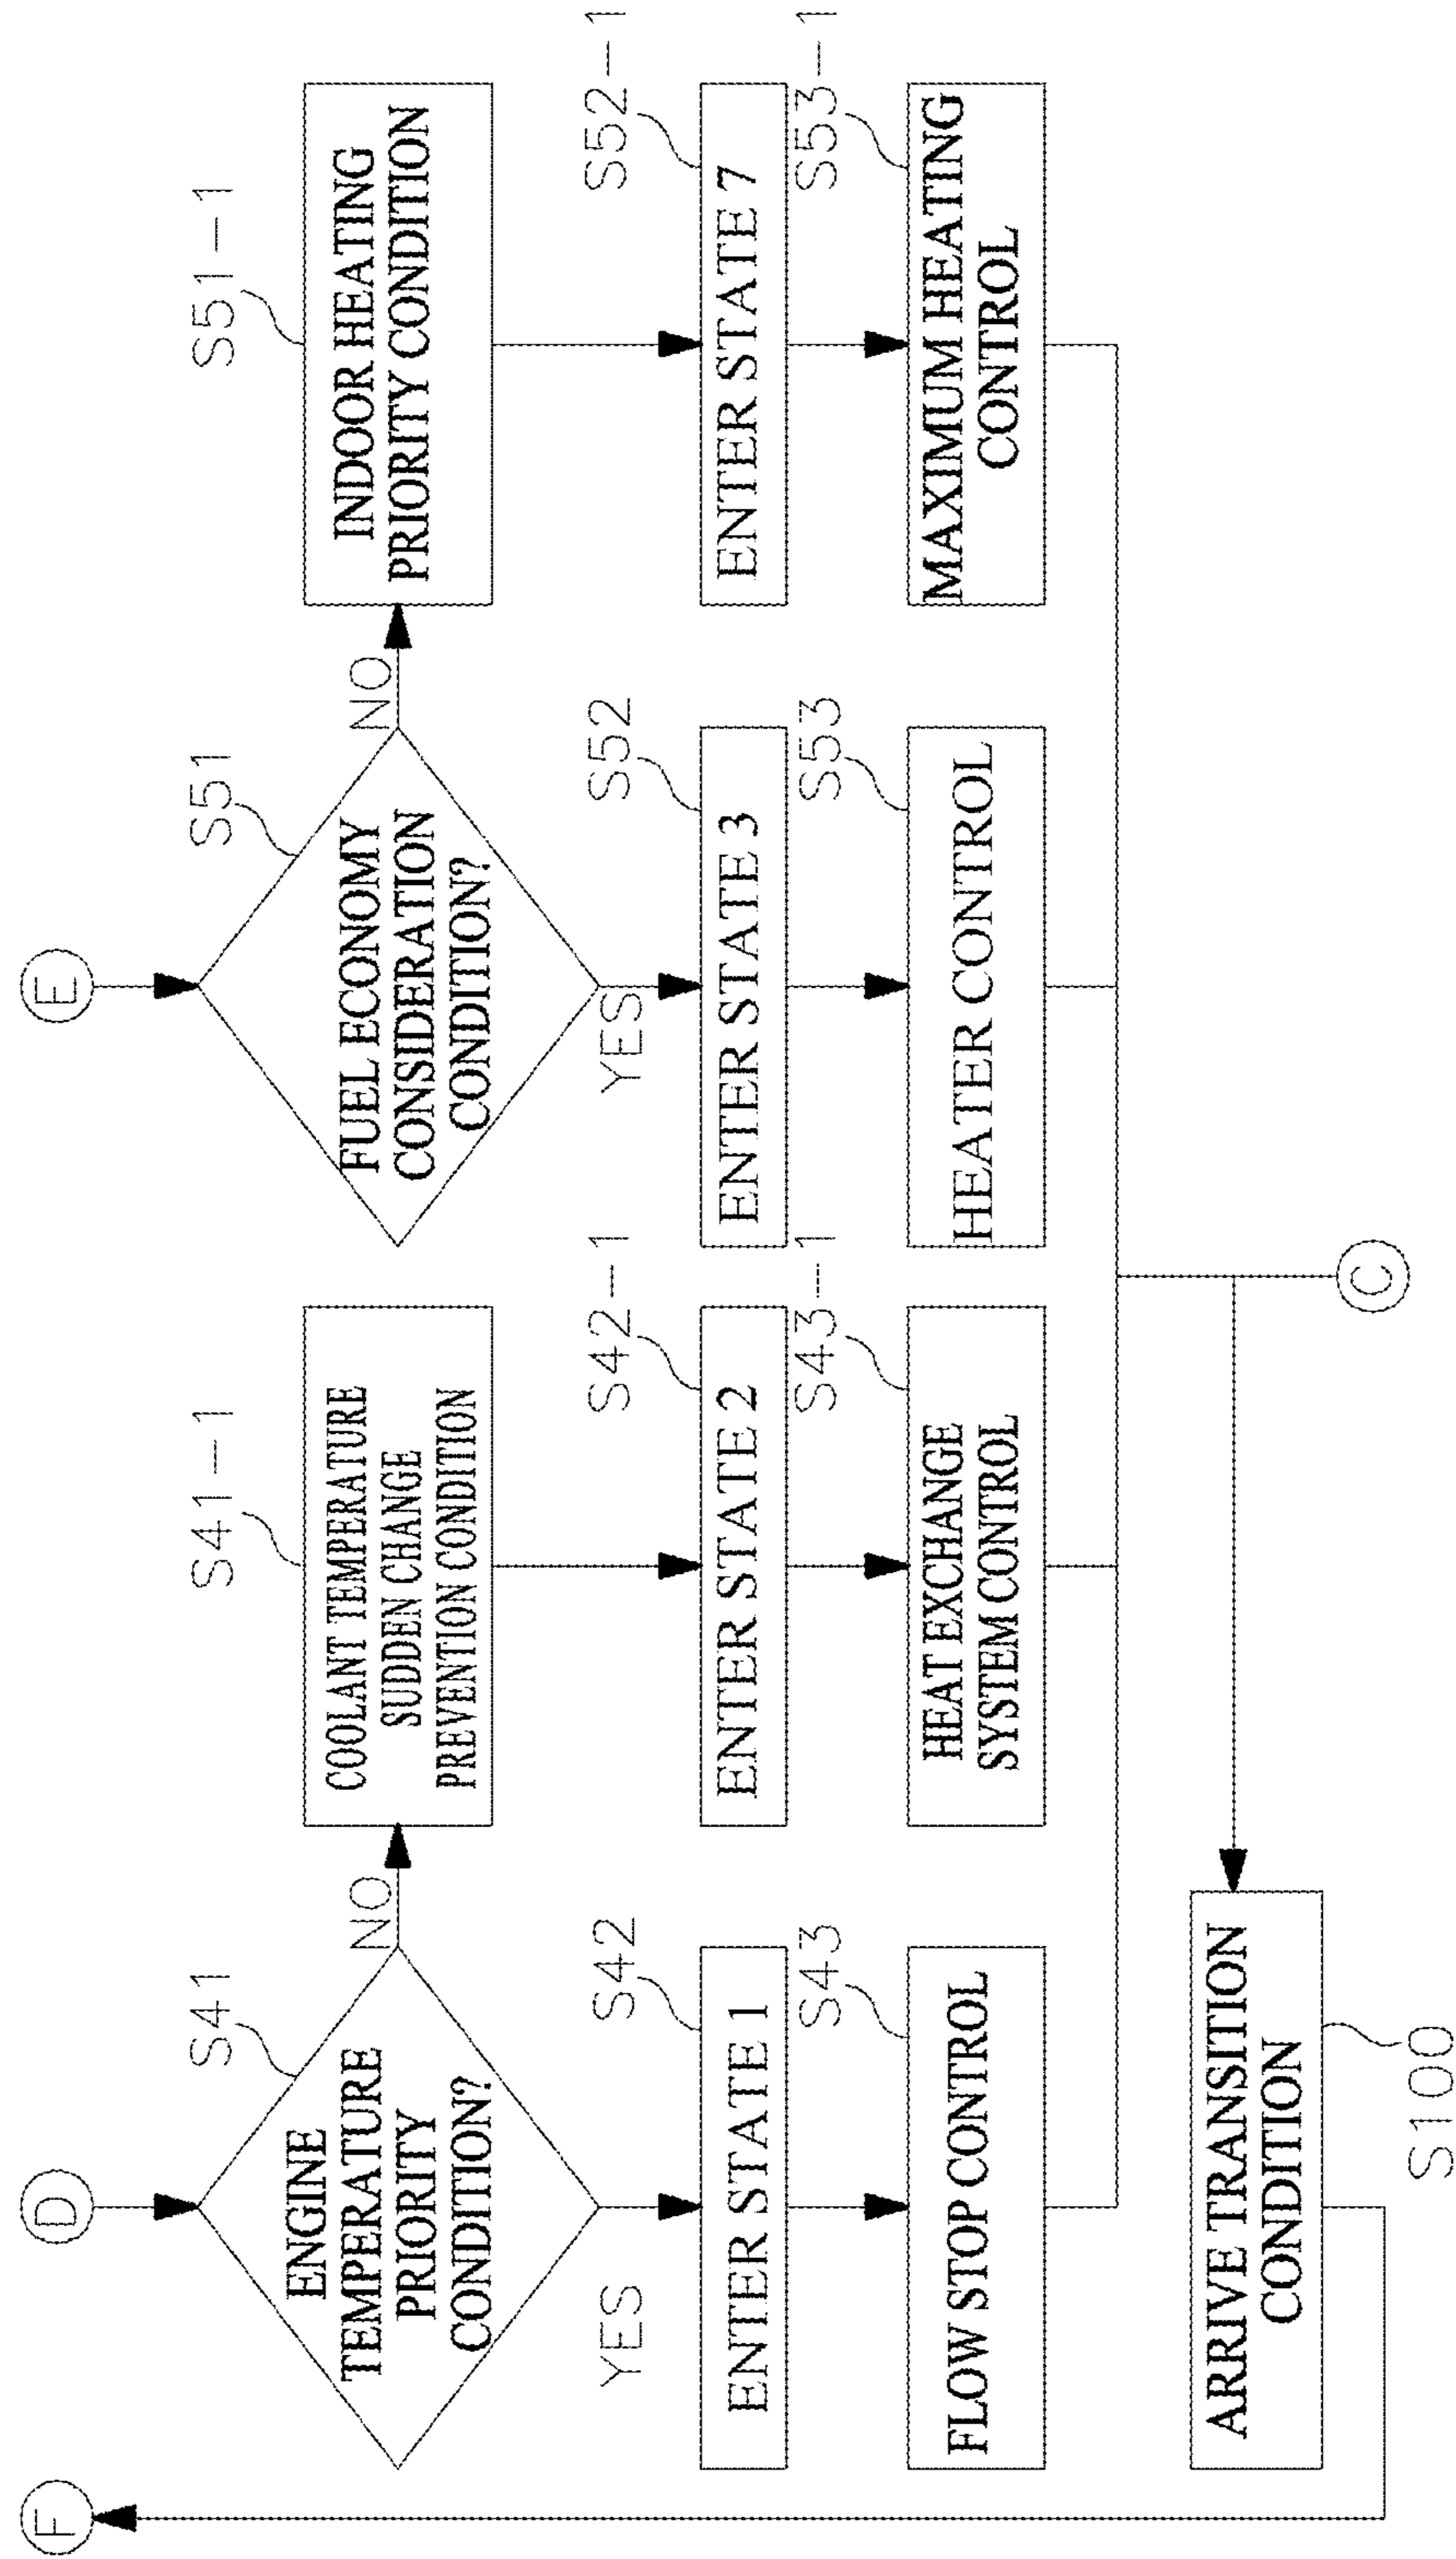 F
D
E
S41
ENGINE
TEMPERATURE
PRIORITY
CONDITION?
NO
YES
S41-1
COOLANT TEMPERATURE
SUDDEN CHANGE
PREVENTION CONDITION
S51
FUEL ECONOMY
CONSIDERATION
CONDITION?
NO
YES
S51-1
INDOOR HEATING
PRIORITY CONDITION
S42
ENTER STATE 1
S42-1
ENTER STATE 2
S52
ENTER STATE 3
S52-1
ENTER STATE 7
S43
FLOW STOP CONTROL
S43-1
HEAT EXCHANGE
SYSTEM CONTROL
S53
HEATER CONTROL
S53-1
MAXIMUM HEATING
CONTROL
ARRIVE TRANSITION
CONDITION
S100
C